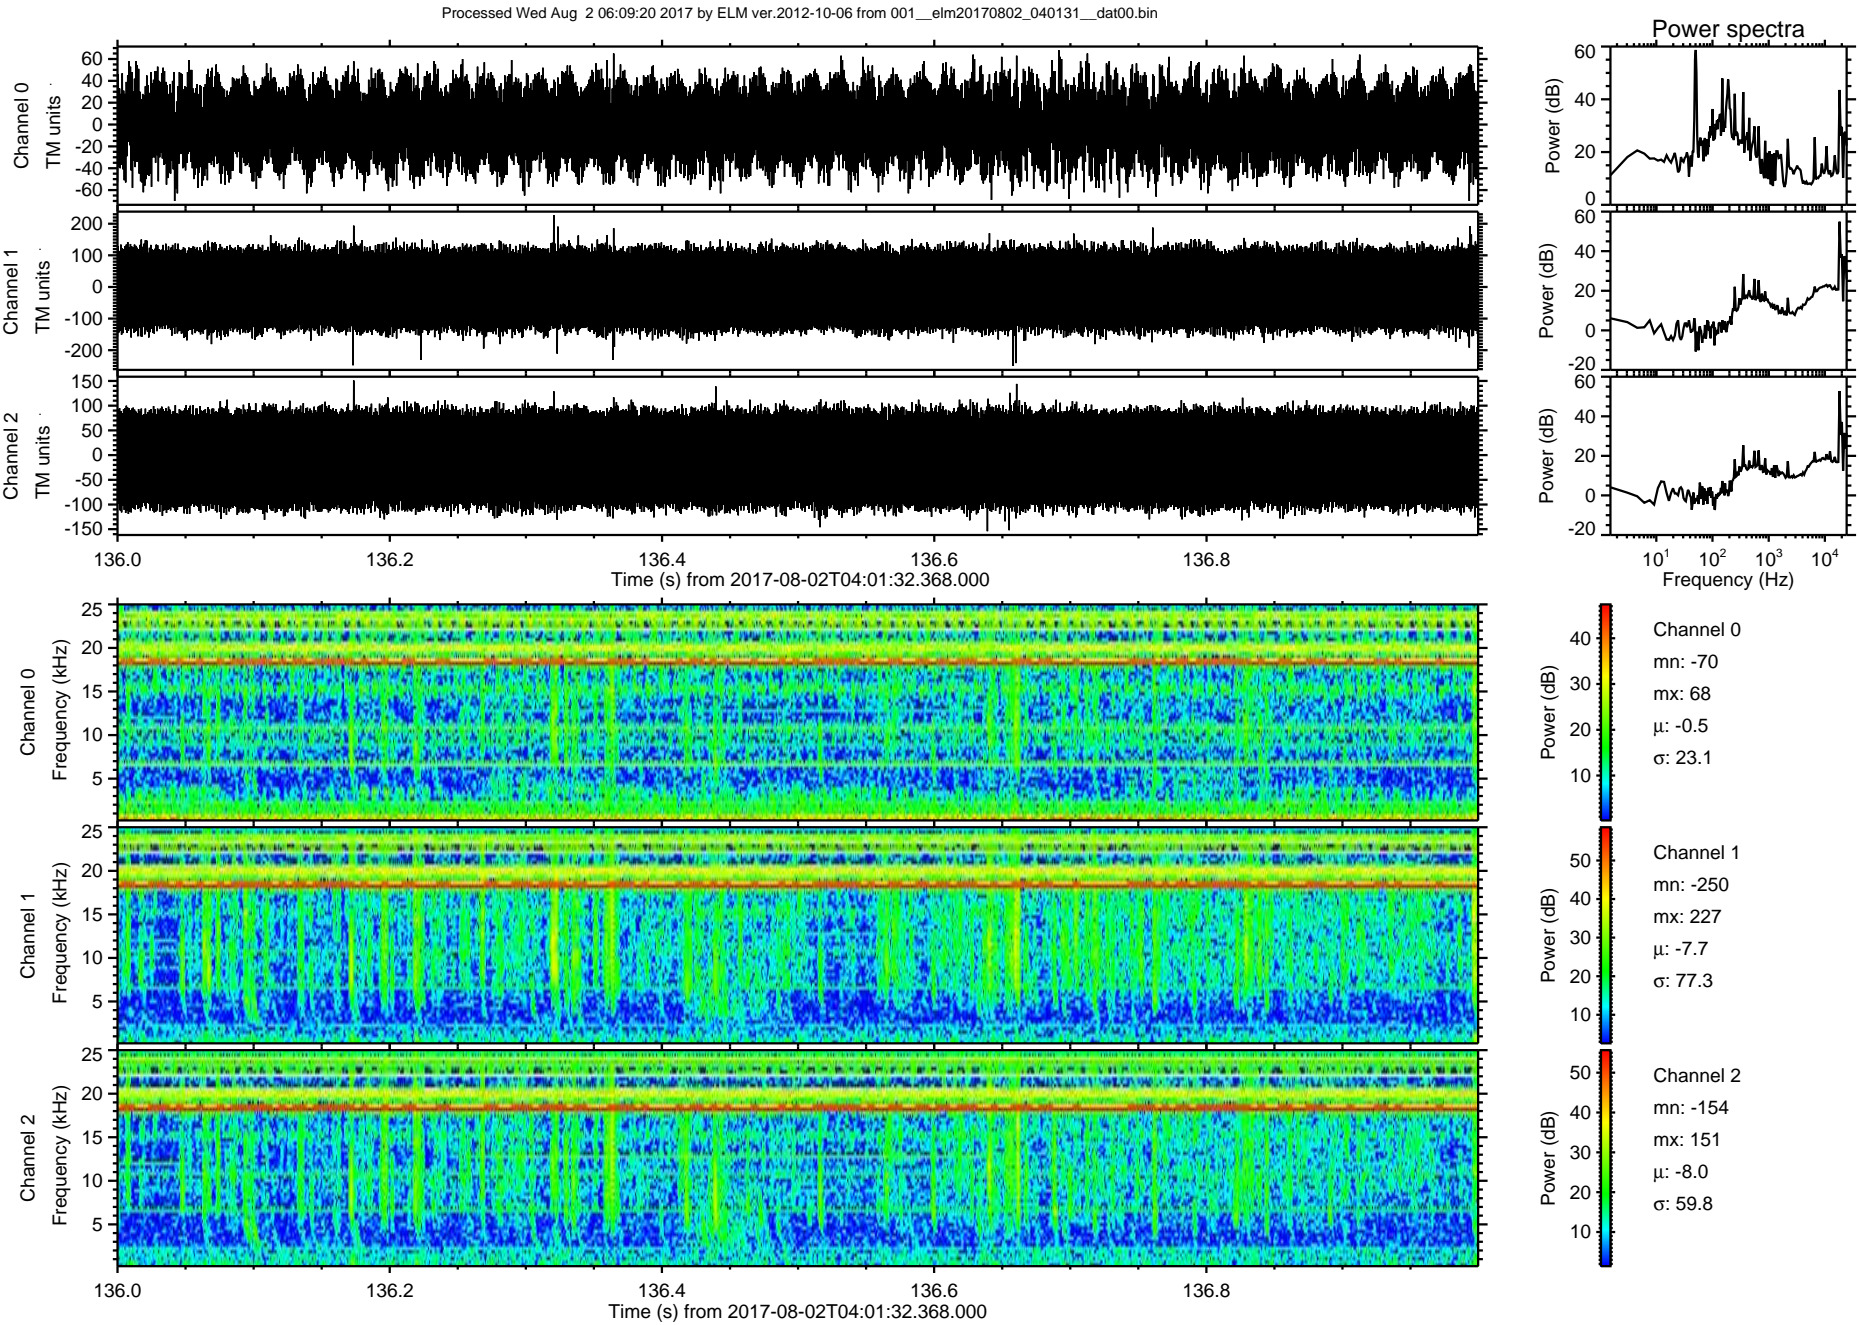 Processed Wed Aug  2 06:09:20 2017 by ELM ver.2012-10-06 from 001__elm20170802_040131__dat00.bin
Power spectra
Channel 0
TM units
60
40
20
0
-20
-40
-60
Power (dB)
60
40
20
0
Channel 1
TM units
200
100
0
-100
-200
Power (dB)
60
40
20
0
-20
Channel 2
TM units
150
100
50
0
-50
-100
-150
Power (dB)
60
40
20
0
-20
136.0 136.2 136.4 136.6 136.8
Time (s) from 2017-08-02T04:01:32.368.000
10¹ 10² 10³ 10⁴
Frequency (Hz)
Channel 0
Frequency (kHz)
25
20
15
10
5
Power (dB)
40
30
20
10
Channel 0
mn: -70
mx: 68
μ: -0.5
σ: 23.1
Channel 1
Frequency (kHz)
25
20
15
10
5
Power (dB)
50
40
30
20
10
Channel 1
mn: -250
mx: 227
μ: -7.7
σ: 77.3
Channel 2
Frequency (kHz)
25
20
15
10
5
Power (dB)
50
40
30
20
10
Channel 2
mn: -154
mx: 151
μ: -8.0
σ: 59.8
136.0 136.2 136.4 136.6 136.8
Time (s) from 2017-08-02T04:01:32.368.000